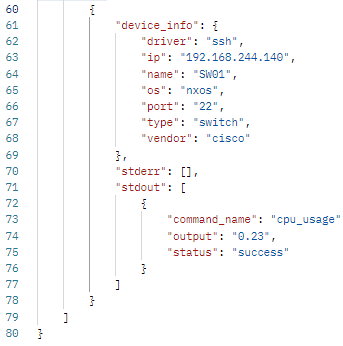 60 {
61 "device_info": {
62 "driver": "ssh",
63 "ip": "192.168.244.140",
64 "name": "SW01",
65 "os": "nxos",
66 "port": "22",
67 "type": "switch",
68 "vendor": "cisco"
69 },
70 "stderr": [],
71 "stdout": [
72 {
73 "command_name": "cpu_usage"
74 "output": "0.23",
75 "status": "success"
76 }
77 ]
78 }
79 ]
80 }